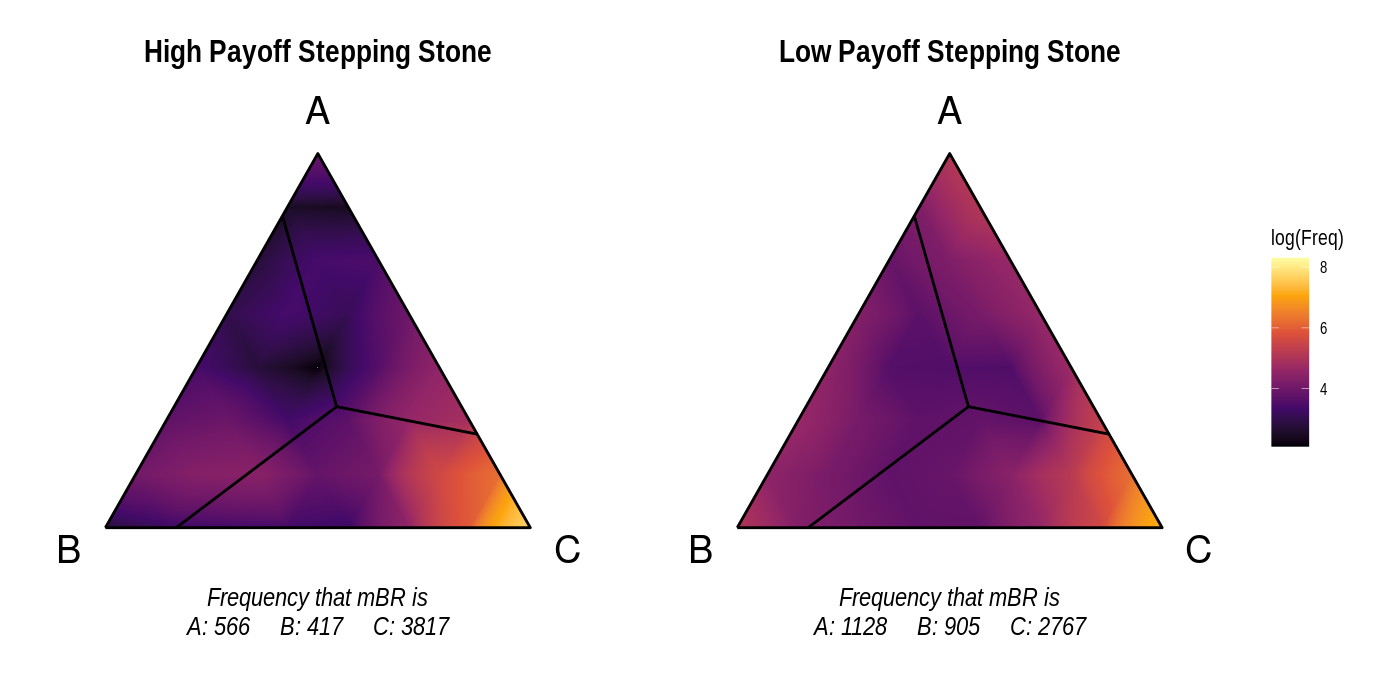 High Payoff Stepping Stone
Low Payoff Stepping Stone
A
A
log(Freq)
8
6
4
B
C
B
C
Frequency that mBR is
A: 566 B: 417 C: 3817
Frequency that mBR is
A: 1128 B: 905 C: 2767